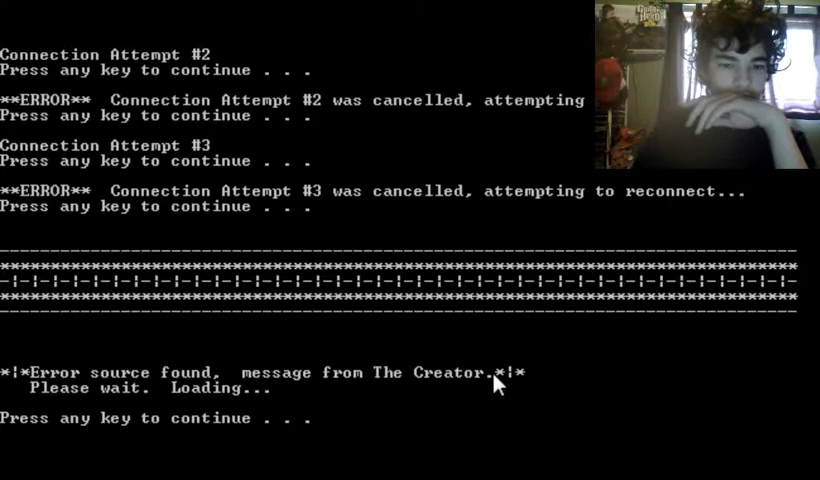 Connection Attempt #2
Press any key to continue . . .
**ERROR**  Connection Attempt #2 was cancelled, attempting
Press any key to continue . . .
Connection Attempt #3
Press any key to continue . . .
**ERROR**  Connection Attempt #3 was cancelled, attempting to reconnect...
Press any key to continue . . .
*¦*Error source found,  message from The Creator.*¦*
Please wait.  Loading...
Press any key to continue . . .
GUITAR HERO